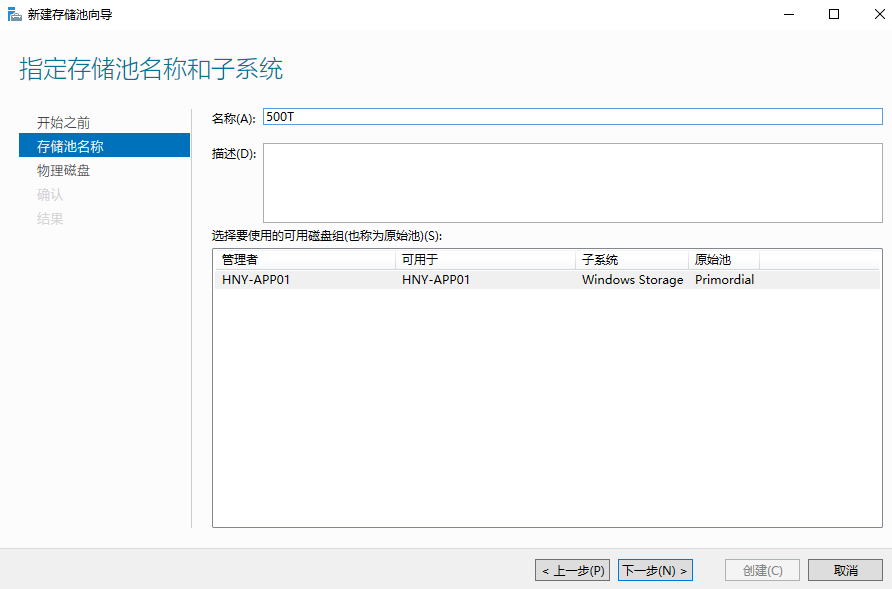 新建存储池向导
指定存储池名称和子系统
开始之前
存储池名称
物理磁盘
确认
结果
名称(A): 500T
描述(D):
选择要使用的可用磁盘组(也称为原始池)(S):
管理者 可用于 子系统 原始池
HNY-APP01 HNY-APP01 Windows Storage Primordial
< 上一步(P) 下一步(N) > 创建(C) 取消